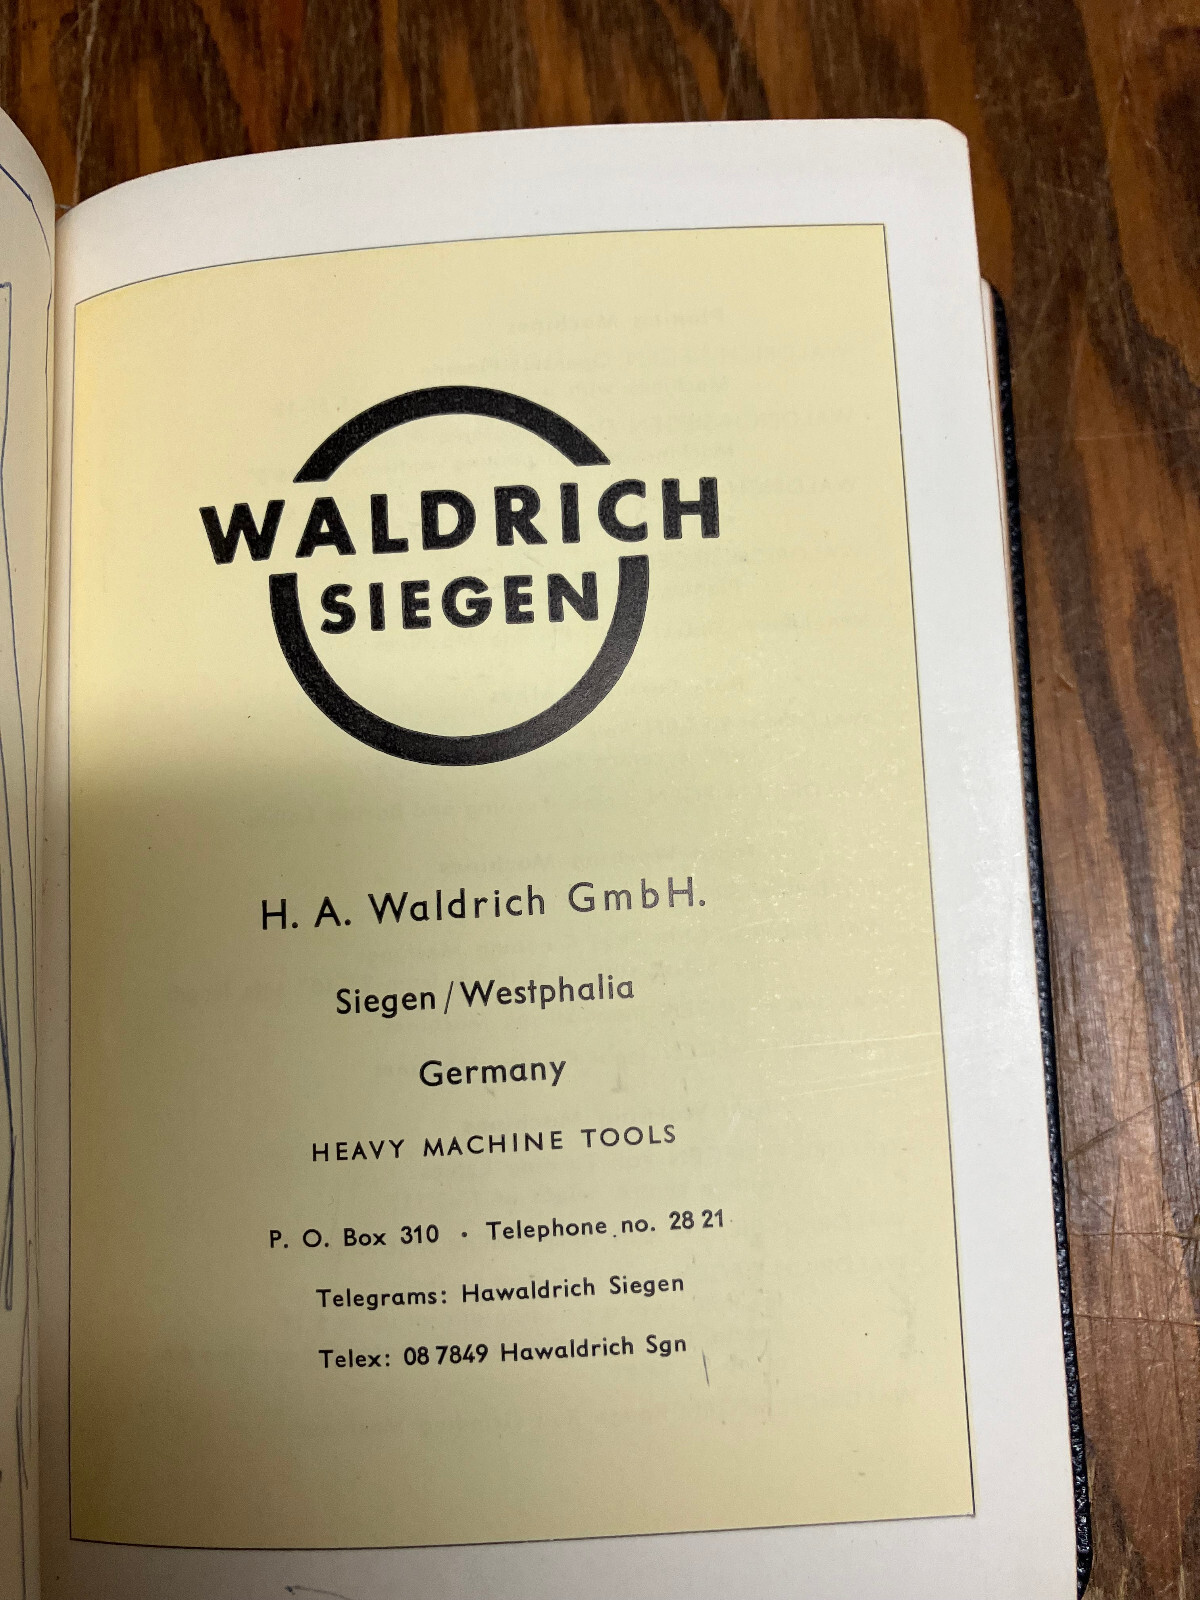 WALDRICH
SIEGEN
H. A. Waldrich GmbH.
Siegen / Westphalia
Germany
HEAVY MACHINE TOOLS
P. O. Box 310 · Telephone no. 28 21
Telegrams: Hawaldrich Siegen
Telex: 08 7849 Hawaldrich Sgn